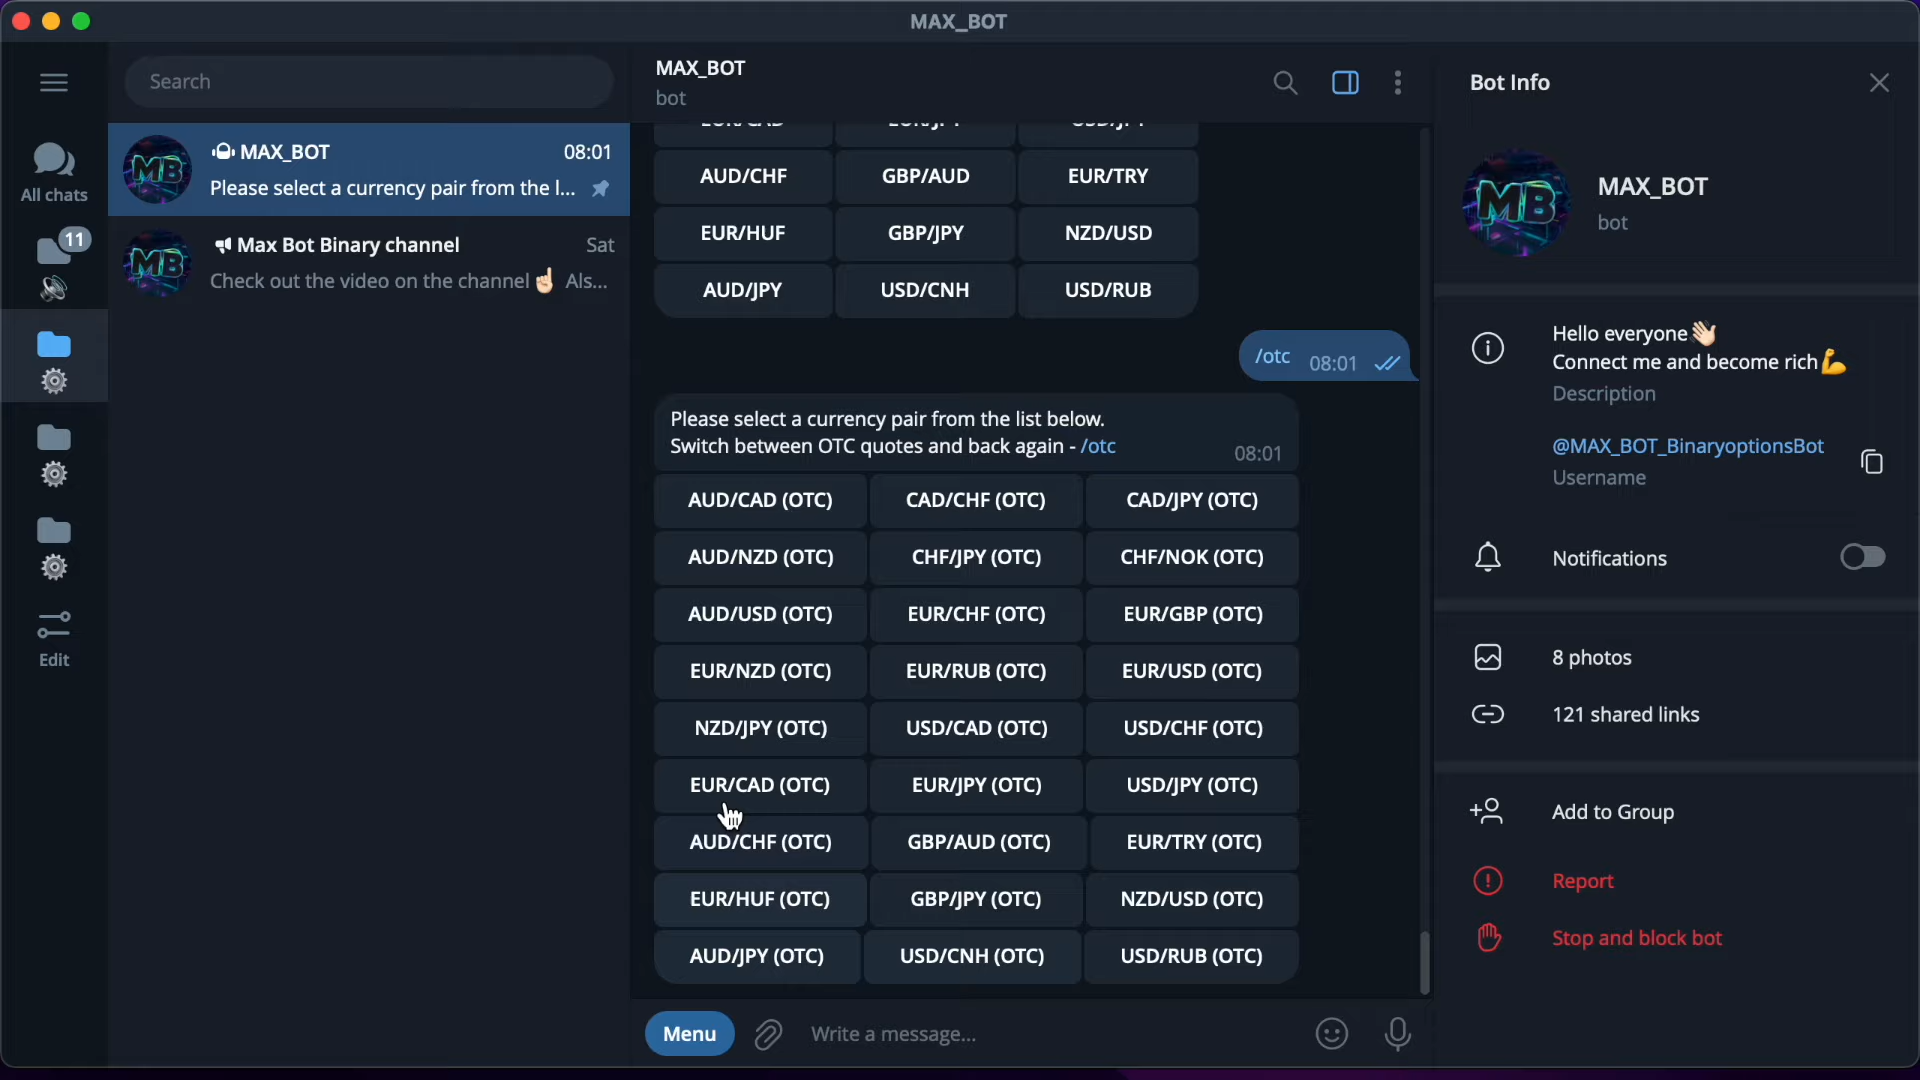 MAX_BOT
Search
All chats
11
Edit
MAX_BOT 08:01
Please select a currency pair from the l...
Max Bot Binary channel Sat
Check out the video on the channel☝🏻 Als...
MAX_BOT
bot
EUR/CAD EUR/JPY USD/JPY
AUD/CHF GBP/AUD EUR/TRY
EUR/HUF GBP/JPY NZD/USD
AUD/JPY USD/CNH USD/RUB
/otc 08:01
Please select a currency pair from the list below.
Switch between OTC quotes and back again - /otc 08:01
AUD/CAD (OTC) CAD/CHF (OTC) CAD/JPY (OTC)
AUD/NZD (OTC) CHF/JPY (OTC) CHF/NOK (OTC)
AUD/USD (OTC) EUR/CHF (OTC) EUR/GBP (OTC)
EUR/NZD (OTC) EUR/RUB (OTC) EUR/USD (OTC)
NZD/JPY (OTC) USD/CAD (OTC) USD/CHF (OTC)
EUR/CAD (OTC) EUR/JPY (OTC) USD/JPY (OTC)
AUD/CHF (OTC) GBP/AUD (OTC) EUR/TRY (OTC)
EUR/HUF (OTC) GBP/JPY (OTC) NZD/USD (OTC)
AUD/JPY (OTC) USD/CNH (OTC) USD/RUB (OTC)
Menu
Write a message...
Bot Info
MB
MAX_BOT
bot
Hello everyone👋🏻
Connect me and become rich💪
Description
@MAX_BOT_BinaryoptionsBot
Username
Notifications
8 photos
121 shared links
Add to Group
Report
Stop and block bot